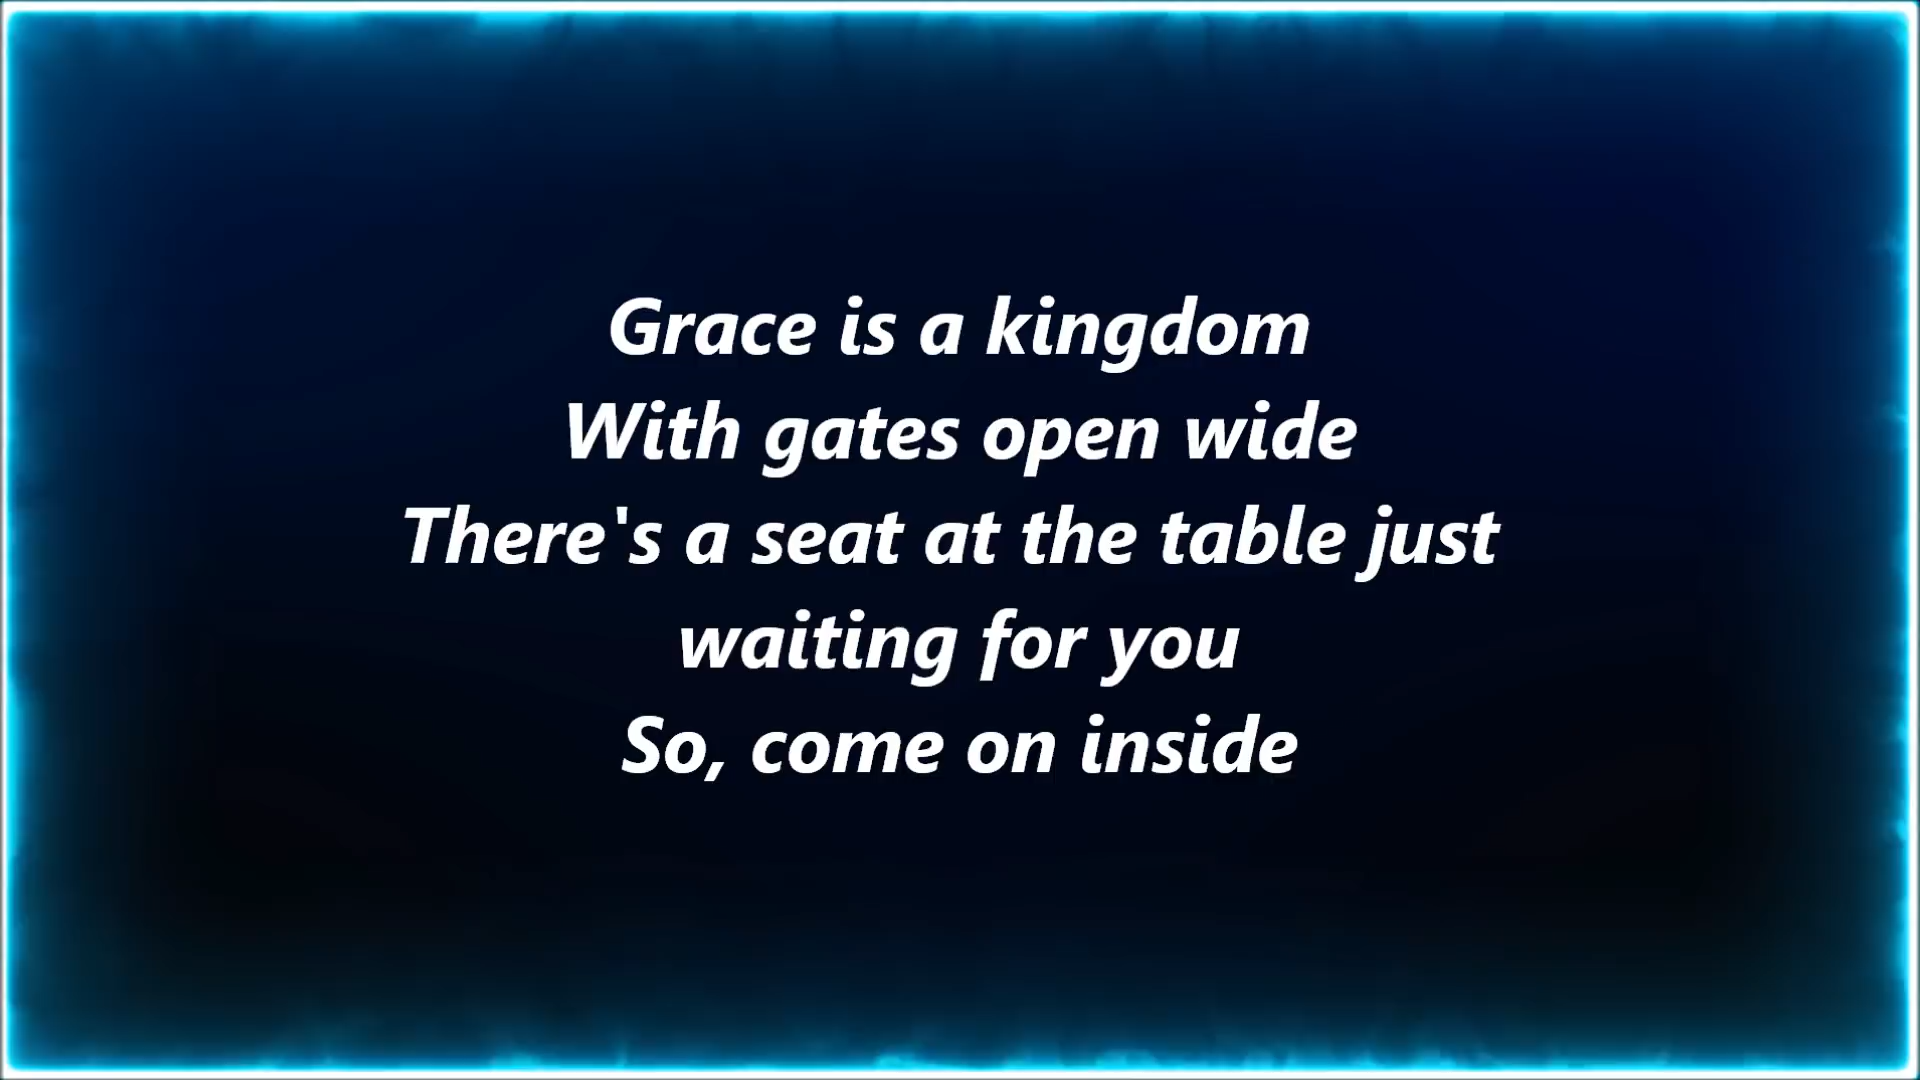 Grace is a kingdom
With gates open wide
There's a seat at the table just
waiting for you
So, come on inside